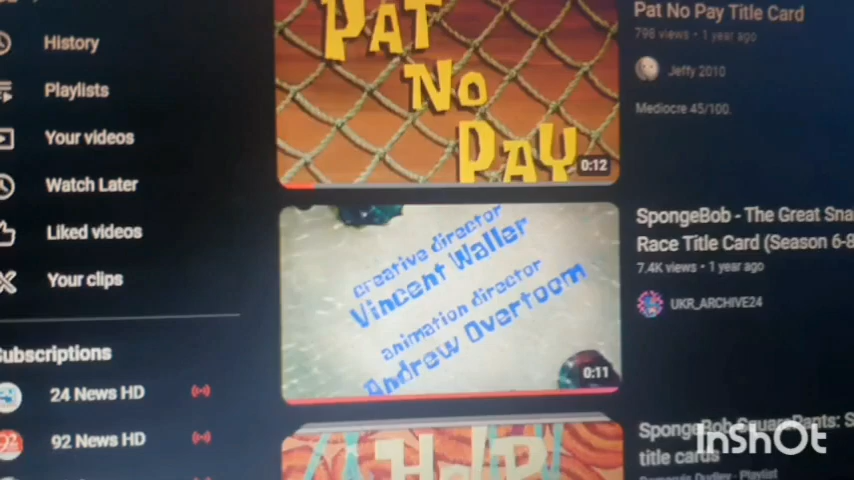 History
Playlists
Your videos
Watch Later
Liked videos
Your clips
Subscriptions
24 News HD
92 News HD
PAT
NO
PAY
0:12
Pat No Pay Title Card
798 views • 1 year ago
Jeffy 2010
Mediocre 45/100.
creative director
Vincent Waller
animation director
Andrew Overtoom
0:11
SpongeBob - The Great Sna
Race Title Card (Season 6-8
7.4K views • 1 year ago
UKR_ARCHIVE24
HelP
SpongeBob SquarePants: S
title cards
Playlist
InShOt